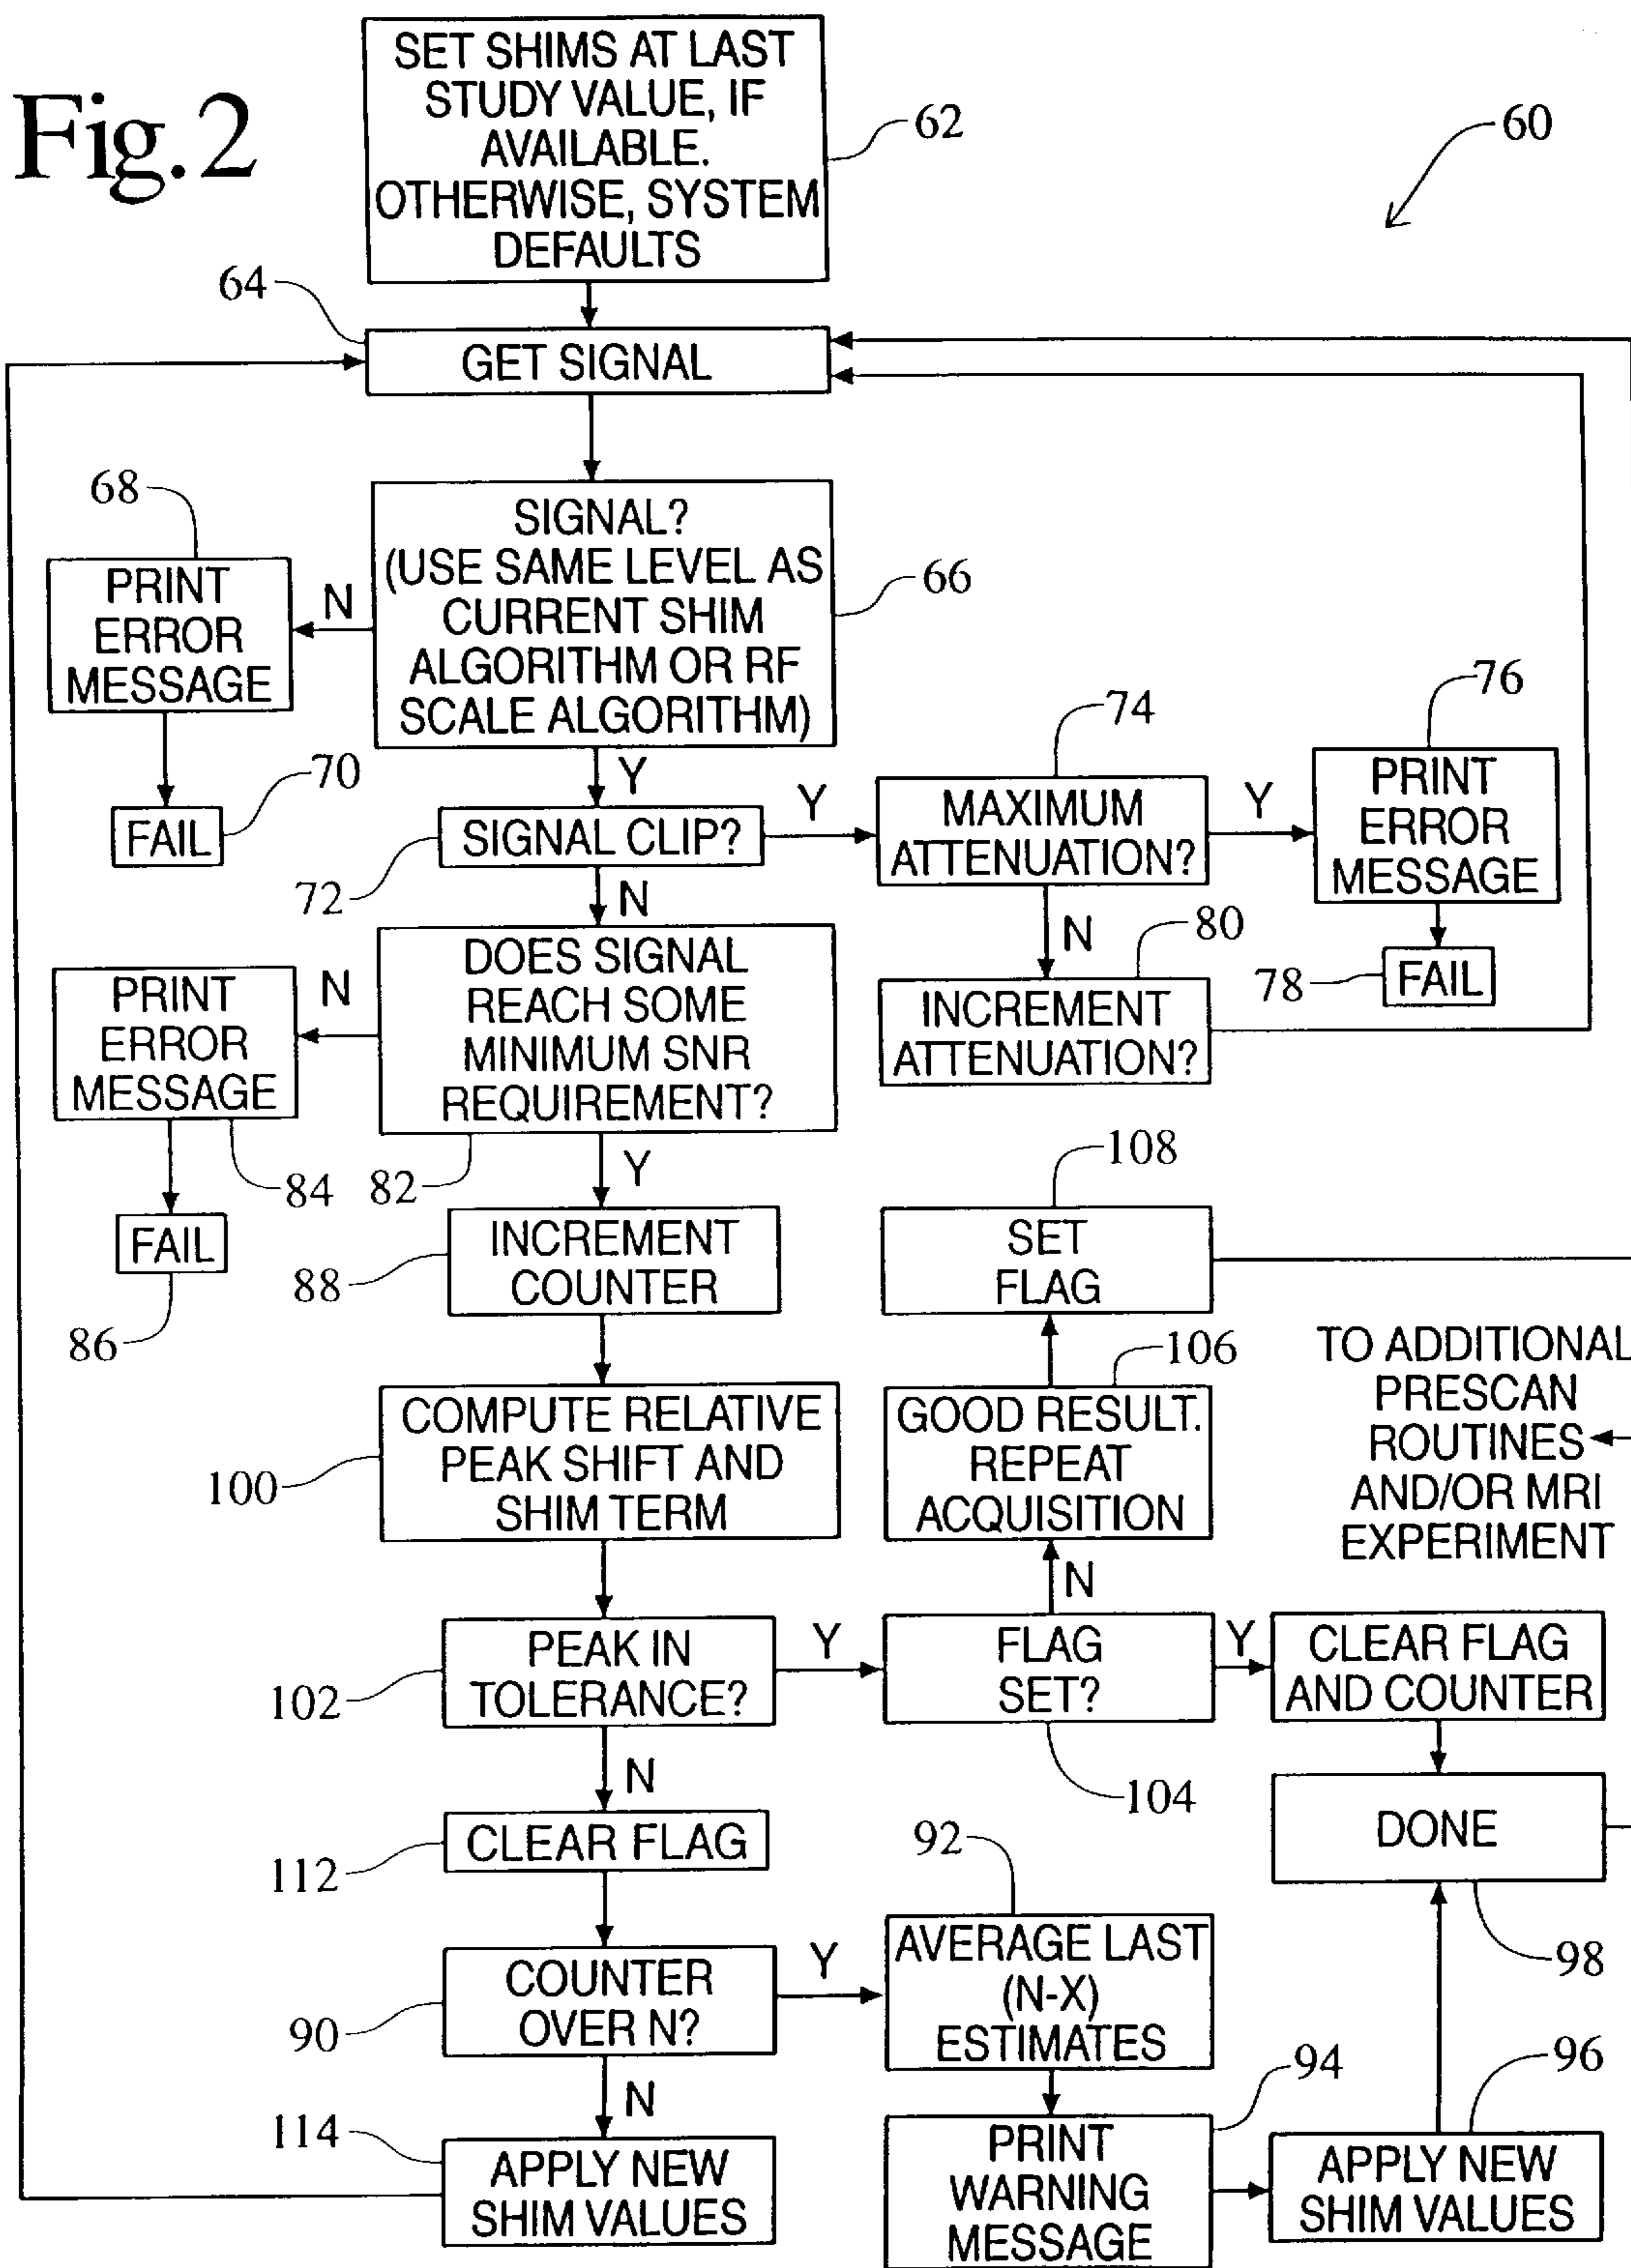 Fig.2
SET SHIMS AT LAST
STUDY VALUE, IF
AVAILABLE.
OTHERWISE, SYSTEM
DEFAULTS
62
60
64
GET SIGNAL
68
PRINT
ERROR
MESSAGE
N
SIGNAL?
(USE SAME LEVEL AS
CURRENT SHIM
ALGORITHM OR RF
SCALE ALGORITHM)
66
70
FAIL
Y
SIGNAL CLIP?
72
Y
74
MAXIMUM
ATTENUATION?
Y
76
PRINT
ERROR
MESSAGE
78
FAIL
N
80
INCREMENT
ATTENUATION?
N
DOES SIGNAL
REACH SOME
MINIMUM SNR
REQUIREMENT?
82
N
PRINT
ERROR
MESSAGE
84
FAIL
86
Y
INCREMENT
COUNTER
88
108
SET
FLAG
COMPUTE RELATIVE
PEAK SHIFT AND
SHIM TERM
100
106
GOOD RESULT.
REPEAT
ACQUISITION
TO ADDITIONAL
PRESCAN
ROUTINES
AND/OR MRI
EXPERIMENT
N
PEAK IN
TOLERANCE?
102
Y
FLAG
SET?
104
Y
CLEAR FLAG
AND COUNTER
N
CLEAR FLAG
112
DONE
98
92
AVERAGE LAST
(N-X)
ESTIMATES
COUNTER
OVER N?
90
Y
N
94
PRINT
WARNING
MESSAGE
96
APPLY NEW
SHIM VALUES
114
APPLY NEW
SHIM VALUES